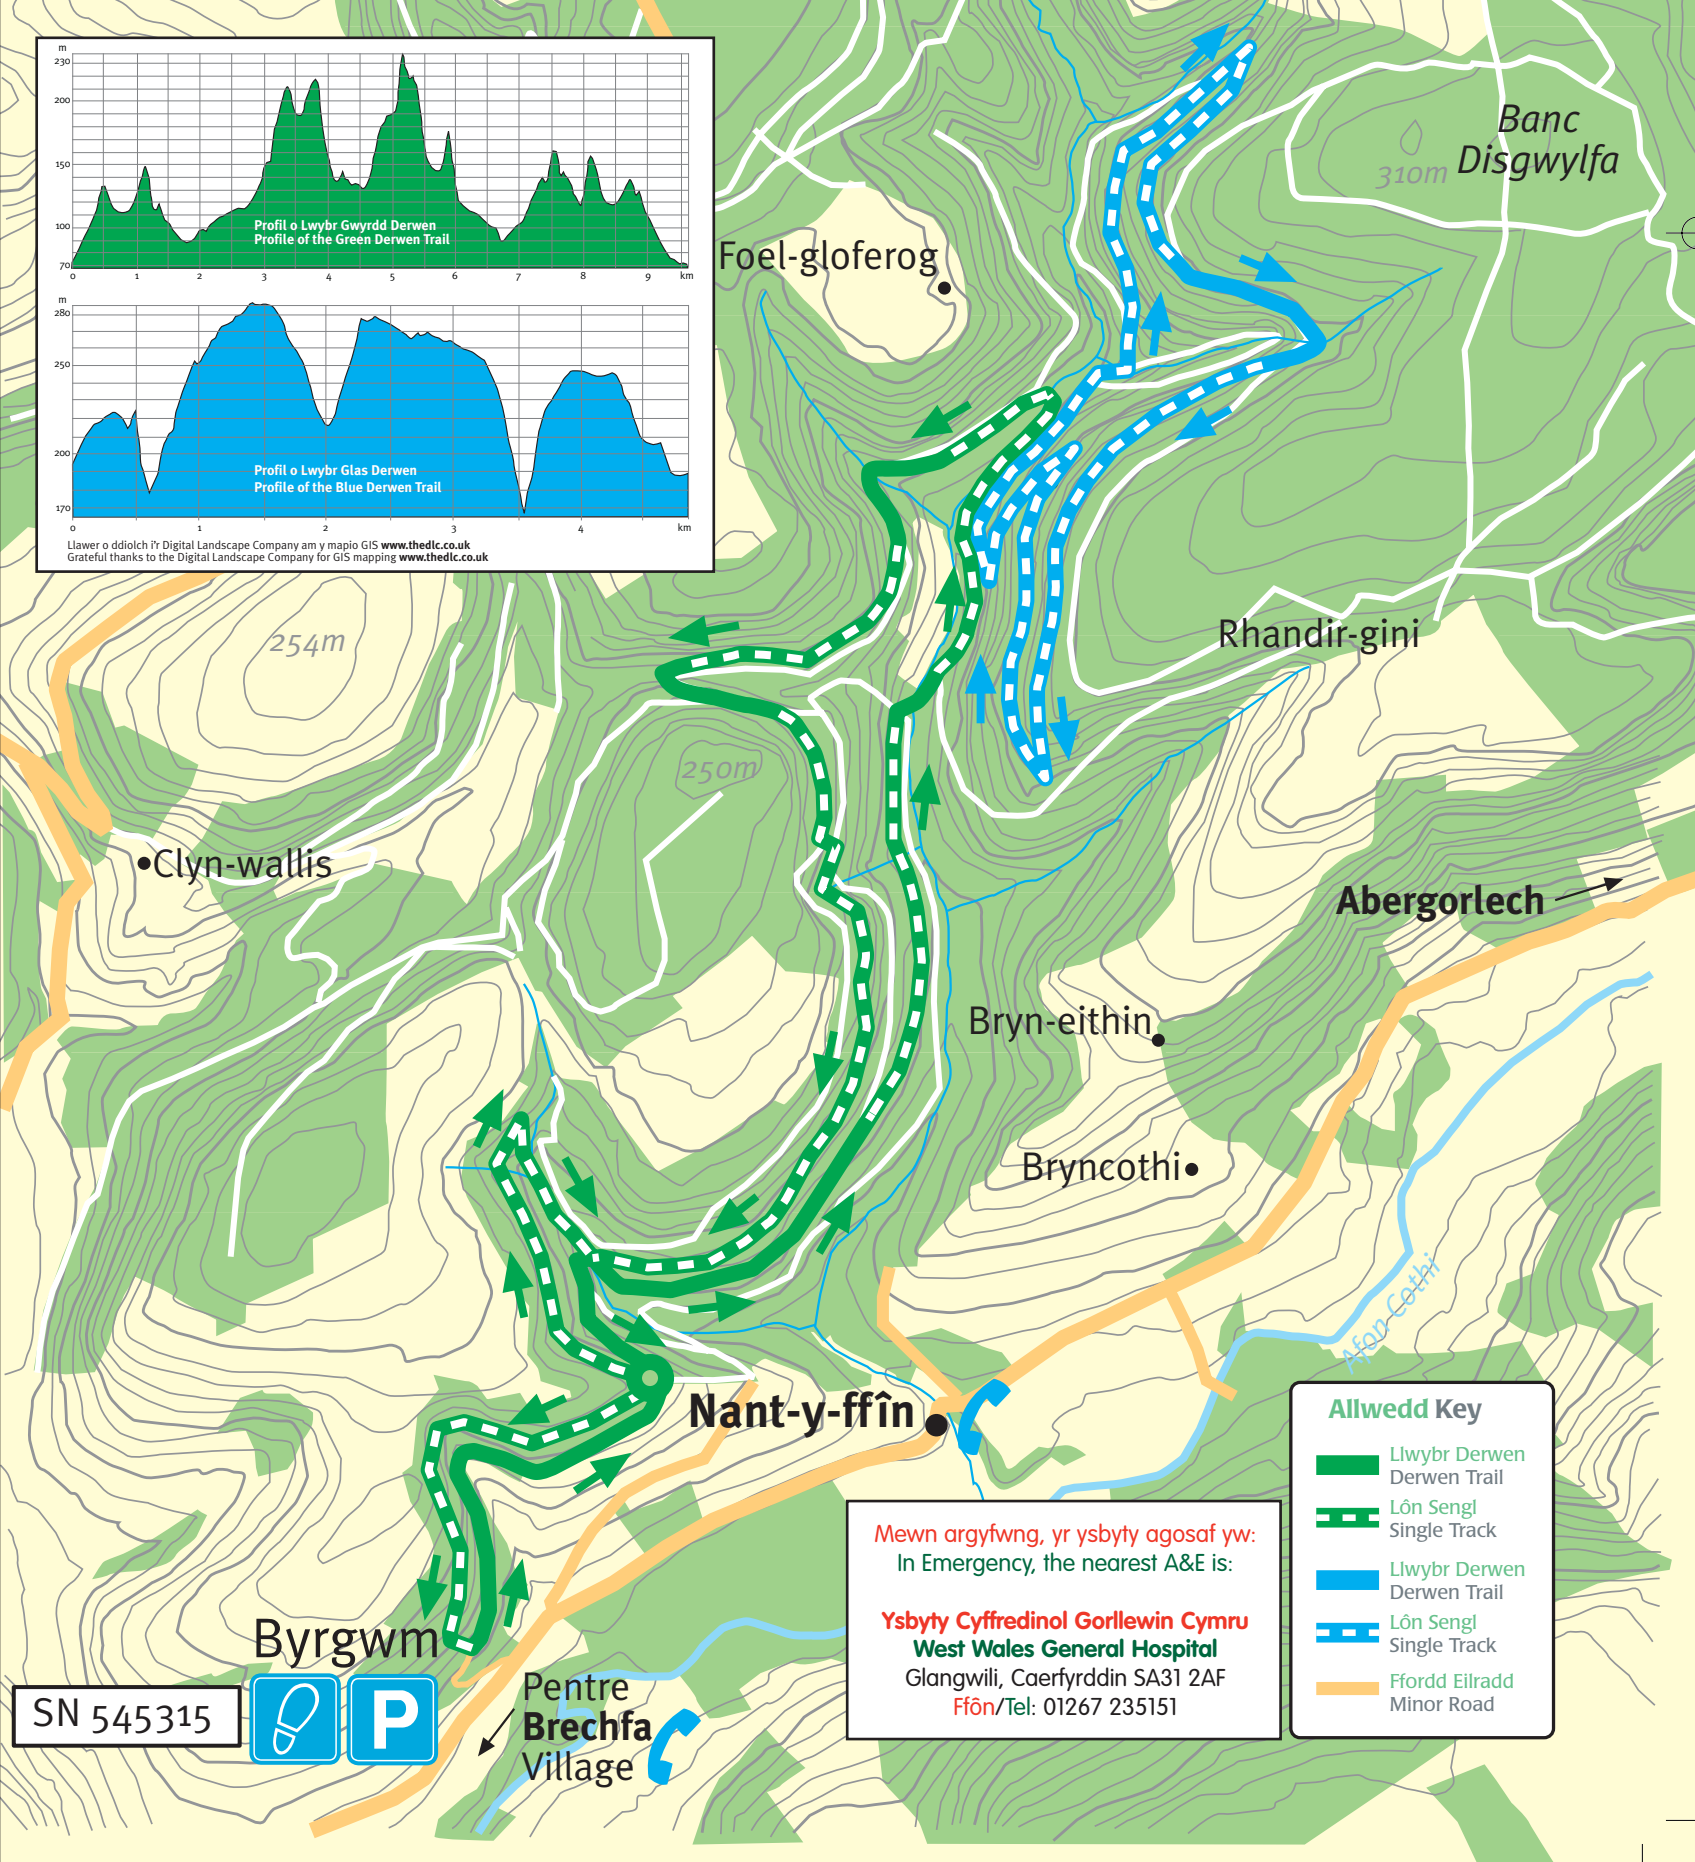 m
230
200
150
100
70
Profil o Lwybr Gwyrdd Derwen
Profile of the Green Derwen Trail
0 1 2 3 4 5 6 7 8 9 km
m
280
250
200
170
Profil o Lwybr Glas Derwen
Profile of the Blue Derwen Trail
0 1 2 3 4 km
Llawer o ddiolch i'r Digital Landscape Company am y mapio GIS www.thedlc.co.uk
Grateful thanks to the Digital Landscape Company for GIS mapping www.thedlc.co.uk
Banc
Disgwylfa
310m
Foel-gloferog
254m
Rhandir-gini
250m
Clyn-wallis
Abergorlech
Bryn-eithin
Bryncothi
Afon Cothi
Nant-y-ffîn
Byrgwm
SN 545315
P
Pentre
Brechfa
Village
Mewn argyfwng, yr ysbyty agosaf yw:
In Emergency, the nearest A&E is:
Ysbyty Cyffredinol Gorllewin Cymru
West Wales General Hospital
Glangwili, Caerfyrddin SA31 2AF
Ffôn/Tel: 01267 235151
Allwedd Key
Llwybr Derwen
Derwen Trail
Lôn Sengl
Single Track
Llwybr Derwen
Derwen Trail
Lôn Sengl
Single Track
Ffordd Eilradd
Minor Road